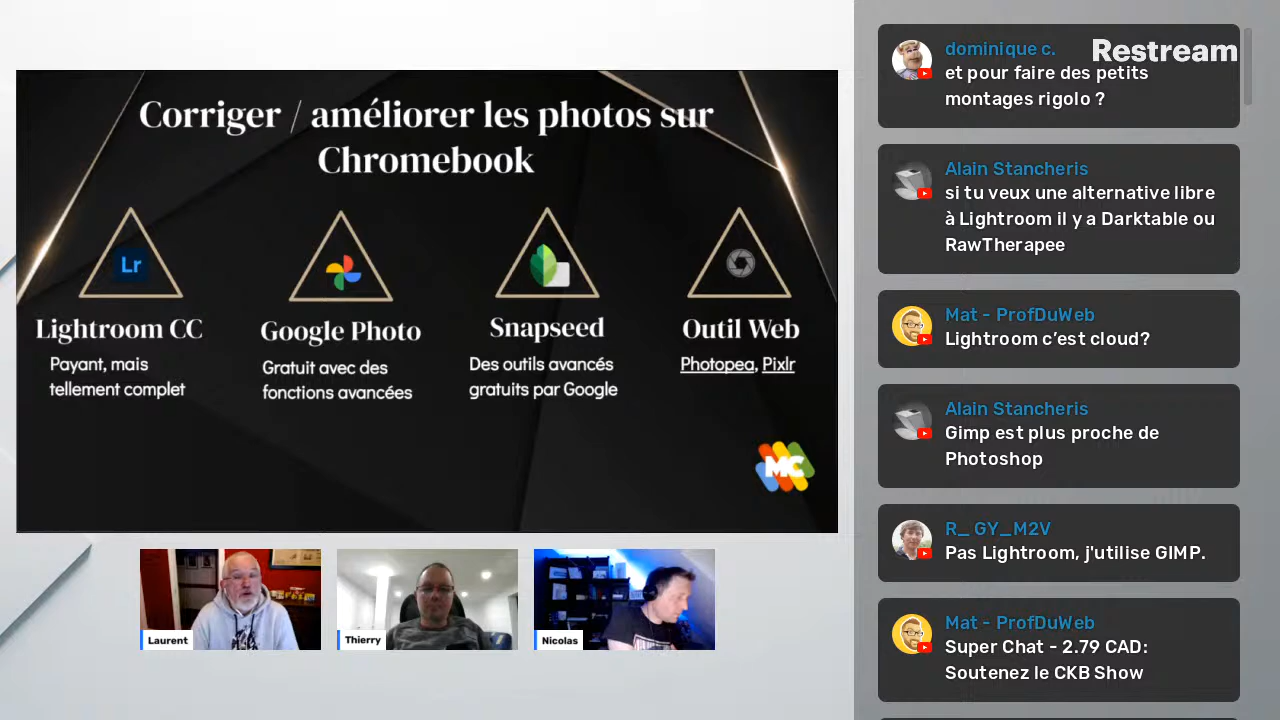 Corriger / améliorer les photos sur
Chromebook
Lr
Lightroom CC
Payant, mais
tellement complet
Google Photo
Gratuit avec des
fonctions avancées
Snapseed
Des outils avancés
gratuits par Google
Outil Web
Photopea, Pixlr
MC
Laurent
Thierry
Nicolas
Restream
dominique c.
et pour faire des petits
montages rigolo ?
Alain Stancheris
si tu veux une alternative libre
à Lightroom il y a Darktable ou
RawTherapee
Mat - ProfDuWeb
Lightroom c’est cloud?
Alain Stancheris
Gimp est plus proche de
Photoshop
R_ GY_M2V
Pas Lightroom, j'utilise GIMP.
Mat - ProfDuWeb
Super Chat - 2.79 CAD:
Soutenez le CKB Show